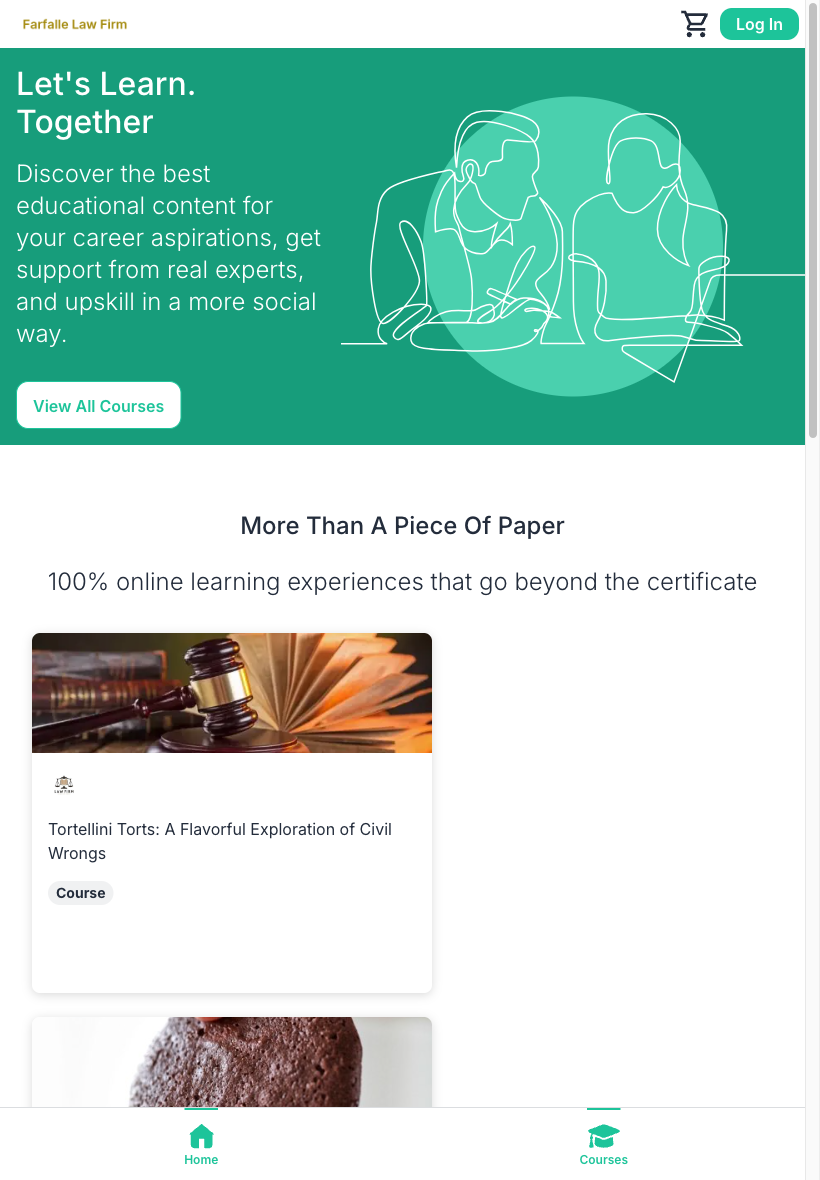 Farfalle Law Firm
Log In
Let's Learn.
Together
Discover the best
educational content for
your career aspirations, get
support from real experts,
and upskill in a more social
way.
View All Courses
More Than A Piece Of Paper
100% online learning experiences that go beyond the certificate
LAW FIRM
Tortellini Torts: A Flavorful Exploration of Civil
Wrongs
Course
Home
Courses